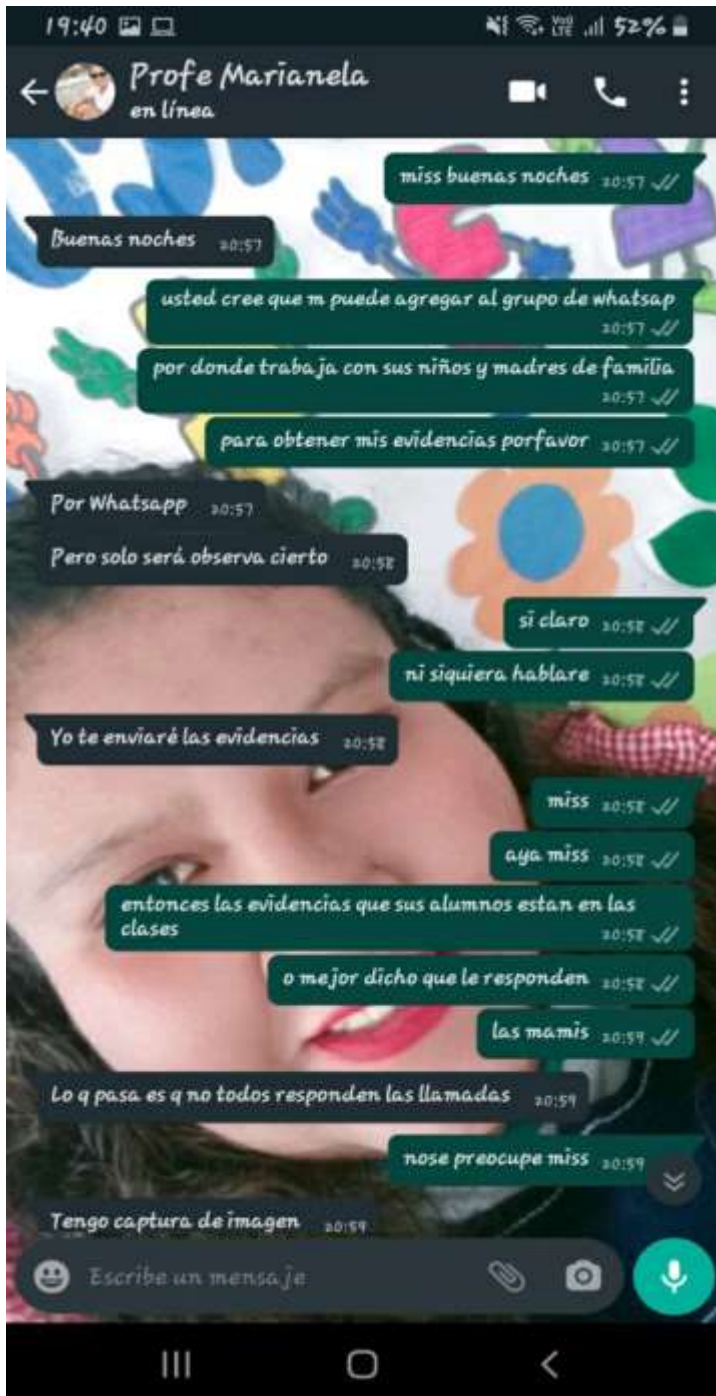 19:40
VoO LTE 52%
Profe Marianela
en línea
miss buenas noches 20:57
Buenas noches 20:57
usted cree que m puede agregar al grupo de whatsap
20:57
por donde trabaja con sus niños y madres de familia
20:57
para obtener mis evidencias porfavor 20:57
Por Whatsapp 20:57
Pero solo será observa cierto 20:58
si claro 20:58
ni siquiera hablare 20:58
Yo te enviaré las evidencias 20:58
miss 20:58
aya miss 20:58
entonces las evidencias que sus alumnos estan en las
clases 20:58
o mejor dicho que le responden 20:58
las mamis 20:59
Lo q pasa es q no todos responden las llamadas 20:59
nose preocupe miss 20:59
Tengo captura de imagen 20:59
Escribe un mensaje